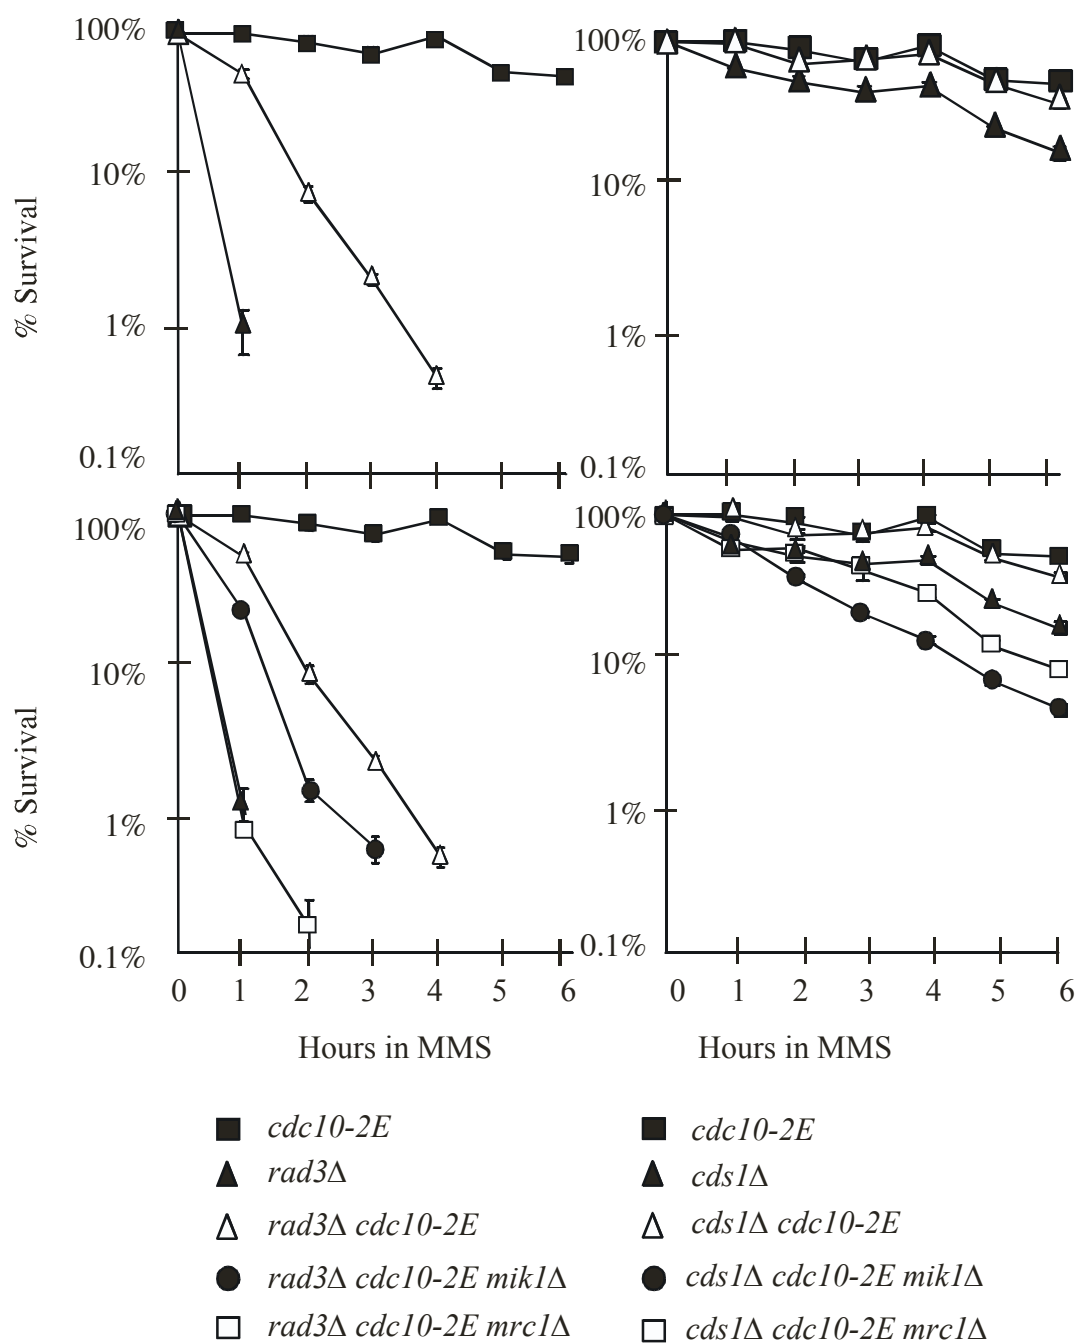 100%
10%
1%
0.1%
% Survival
100%
10%
1%
0.1%
100%
10%
1%
0.1%
% Survival
100%
10%
1%
0.1%
0 1 2 3 4 5 6
0 1 2 3 4 5 6
Hours in MMS
Hours in MMS
cdc10-2E
rad3Δ
rad3Δ cdc10-2E
rad3Δ cdc10-2E mik1Δ
rad3Δ cdc10-2E mrc1Δ
cdc10-2E
cds1Δ
cds1Δ cdc10-2E
cds1Δ cdc10-2E mik1Δ
cds1Δ cdc10-2E mrc1Δ